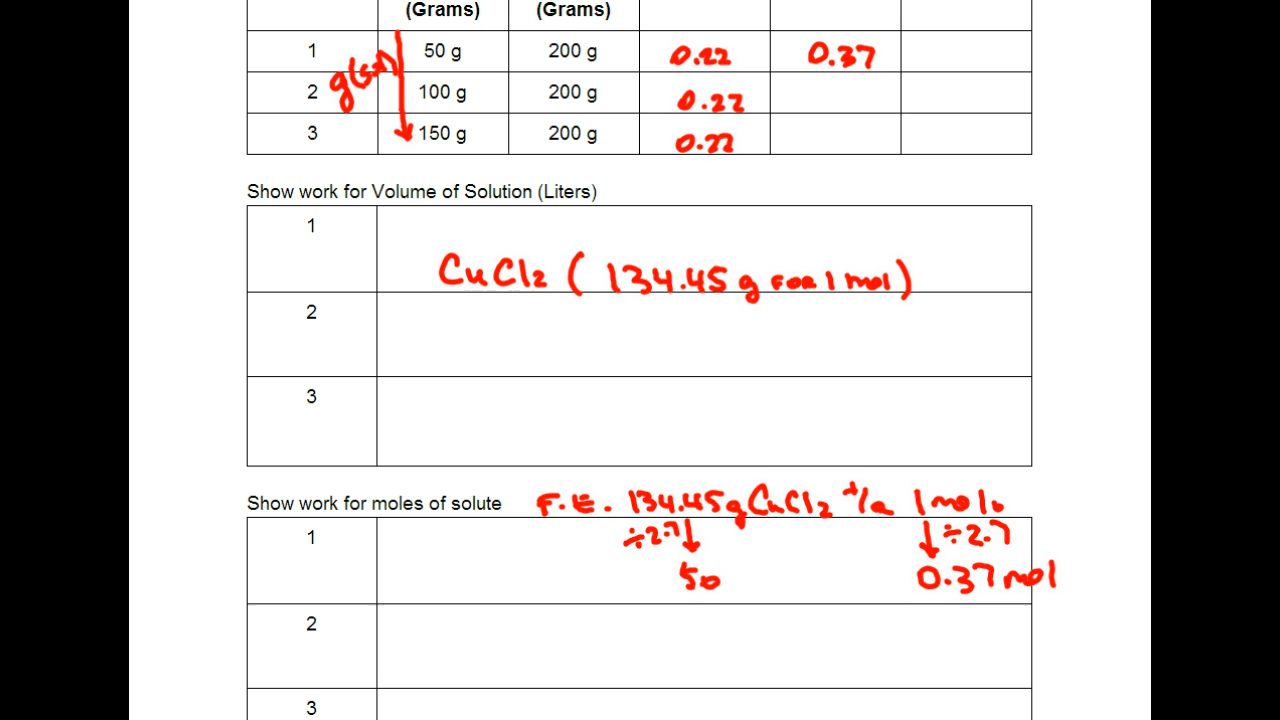 (Grams) (Grams)
1 50 g 200 g 0.22 0.37
g(s)
2 100 g 200 g 0.22
3 150 g 200 g 0.22
Show work for Volume of Solution (Liters)
1
CuCl2 ( 134.45 g FOR 1 mol )
2
3
Show work for moles of solute F.E. 134.45g CuCl2 1 mol
1 ÷2.7 ÷2.7
50 0.37 mol
2
3